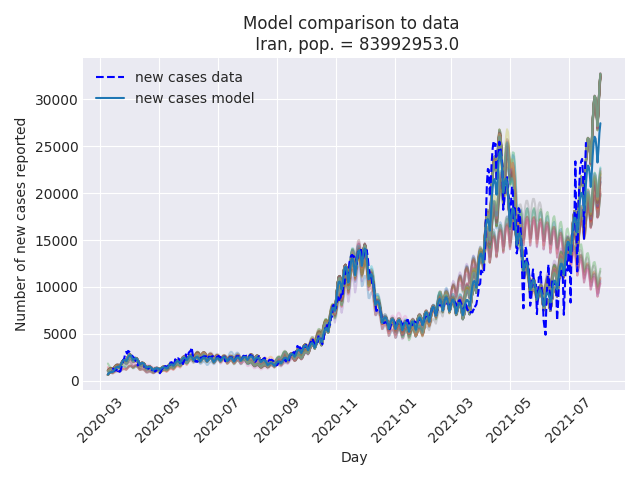 Model comparison to data
Iran, pop. = 83992953.0
new cases data
new cases model
Number of new cases reported
30000
25000
20000
15000
10000
5000
0
2020-03
2020-05
2020-07
2020-09
2020-11
2021-01
2021-03
2021-05
2021-07
Day